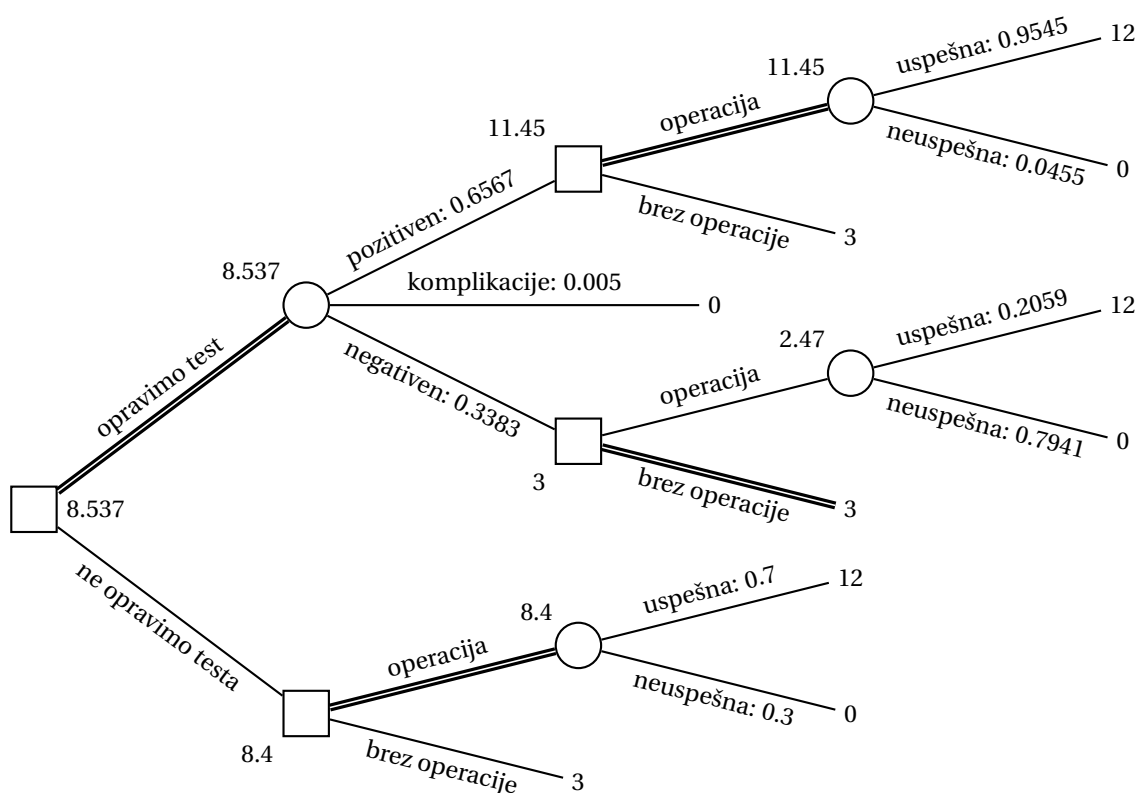 uspešna: 0.9545
12
11.45
operacija
neuspešna: 0.0455
0
11.45
pozitiven: 0.6567
brez operacije
3
8.537
komplikacije: 0.005
0
negativen: 0.3383
uspešna: 0.2059
12
2.47
operacija
neuspešna: 0.7941
0
3
brez operacije
3
opravimo test
8.537
ne opravimo testa
uspešna: 0.7
12
8.4
operacija
neuspešna: 0.3
0
8.4
brez operacije
3